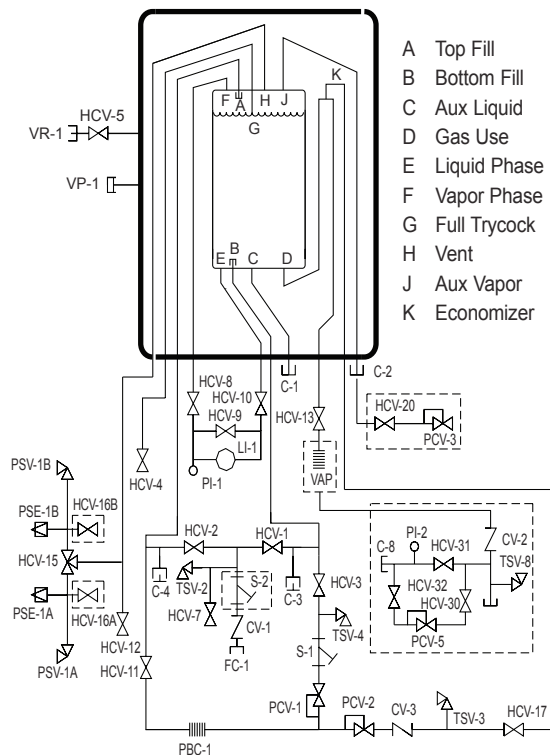 K
A Top Fill
B Bottom Fill
C Aux Liquid
D Gas Use
E Liquid Phase
F Vapor Phase
G Full Trycock
H Vent
J Aux Vapor
K Economizer
F A H J
G
HCV-5
VR-1
VP-1
B
E C D
C-1
C-2
HCV-8
HCV-10
HCV-9
LI-1
PI-1
HCV-4
HCV-13
VAP
HCV-20
PCV-3
PSV-1B
PSE-1B
HCV-16B
HCV-15
PSE-1A
HCV-16A
PSV-1A
HCV-12
HCV-11
HCV-2
HCV-1
C-4
TSV-2
S-2
C-3
HCV-7
CV-1
FC-1
HCV-3
TSV-4
S-1
PCV-1
PI-2
CV-2
C-8
HCV-31
TSV-8
HCV-32
HCV-30
PCV-5
PBC-1
PCV-2
CV-3
TSV-3
HCV-17